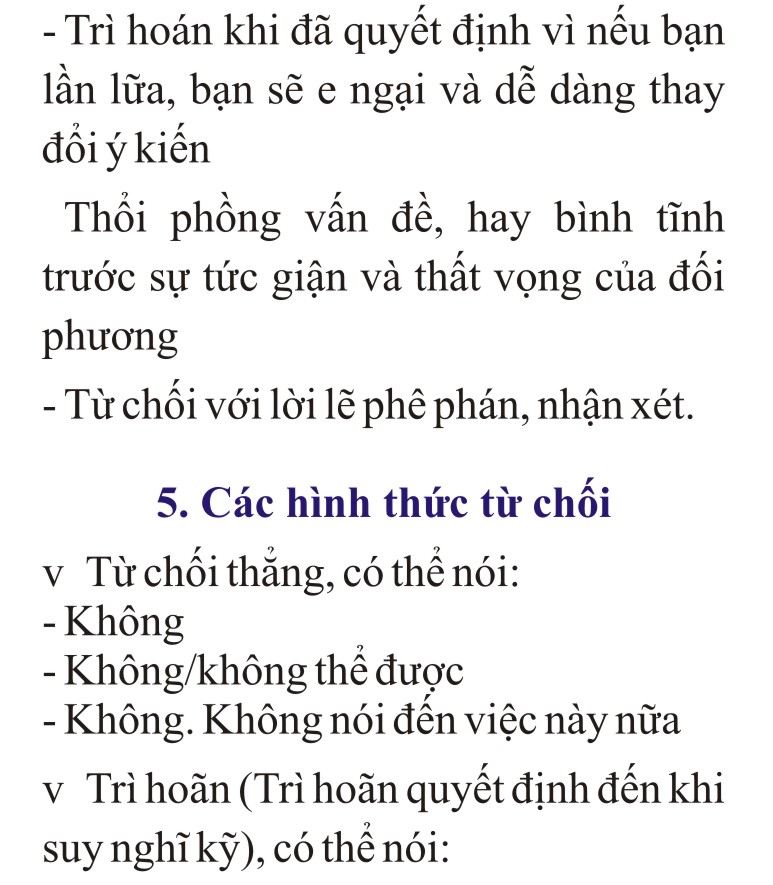 - Trì hoán khi đã quyết định vì nếu bạn
lần lữa, bạn sẽ e ngại và dễ dàng thay
đổi ý kiến
Thổi phồng vấn đề, hay bình tĩnh
trước sự tức giận và thất vọng của đối
phương
- Từ chối với lời lẽ phê phán, nhận xét.
5. Các hình thức từ chối
v Từ chối thẳng, có thể nói:
- Không
- Không/không thể được
- Không. Không nói đến việc này nữa
v Trì hoãn (Trì hoãn quyết định đến khi
suy nghĩ kỹ), có thể nói: